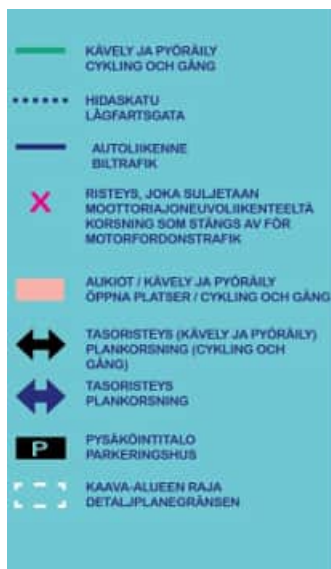 KÄVELY JA PYÖRÄILY
CYKLING OCH GÅNG
HIDASKATU
LÅGFARTSGATA
AUTOLIIKENNE
BILTRAFIK
X
RISTEYS, JOKA SULJETAAN
MOOTTORIAJONEUVOLIIKENTEELTÄ
KORSNING SOM STÄNGS AV FÖR
MOTORFORDONSTRAFIK
AUKIOT / KÄVELY JA PYÖRÄILY
ÖPPNA PLATSER / CYKLING OCH GÅNG
TASORISTEYS (KÄVELY JA PYÖRÄILY)
PLANKORSNING (CYKLING OCH
GÅNG)
TASORISTEYS
PLANKORSNING
P
PYSÄKÖINTITALO
PARKERINGSHUS
KAAVA-ALUEEN RAJA
DETALJPLANEGRÄNSEN